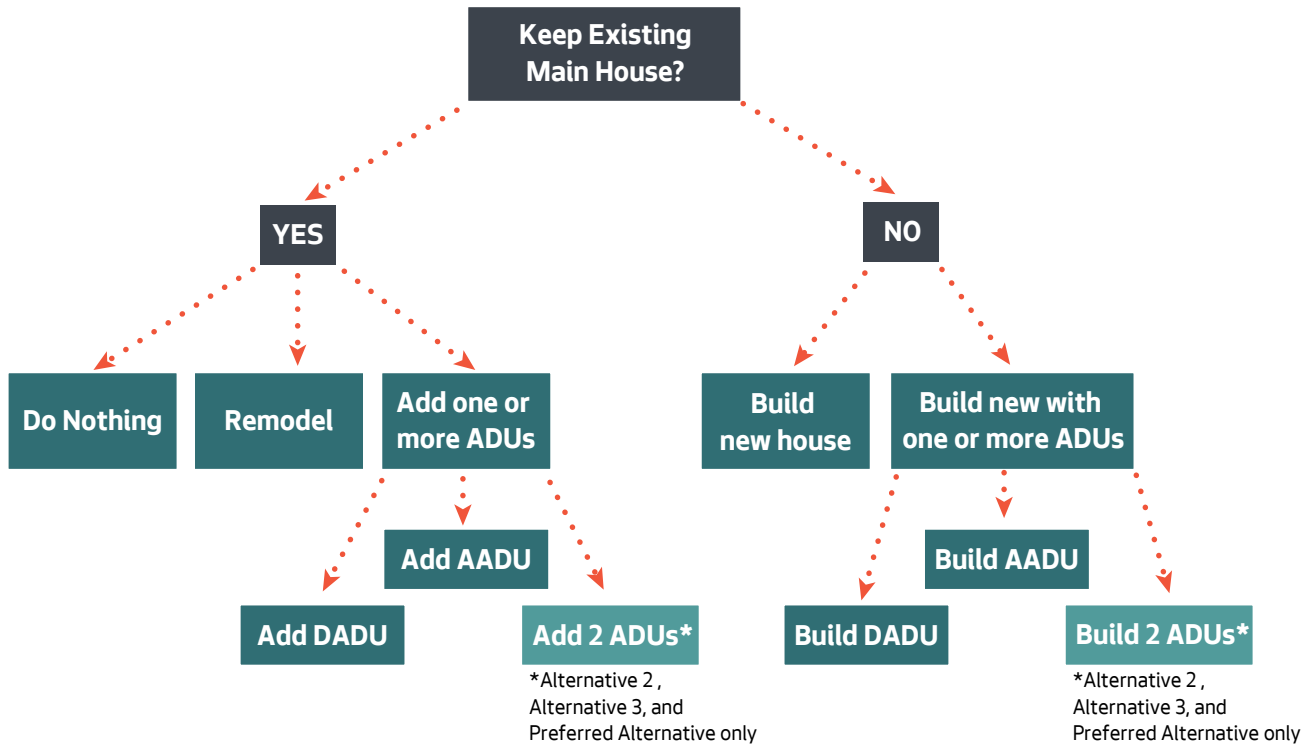 Keep Existing
Main House?
YES
NO
Do Nothing
Remodel
Add one or
more ADUs
Build
new house
Build new with
one or more ADUs
Add AADU
Build AADU
Add DADU
Add 2 ADUs*
Build DADU
Build 2 ADUs*
*Alternative 2 ,
Alternative 3, and
Preferred Alternative only
*Alternative 2 ,
Alternative 3, and
Preferred Alternative only